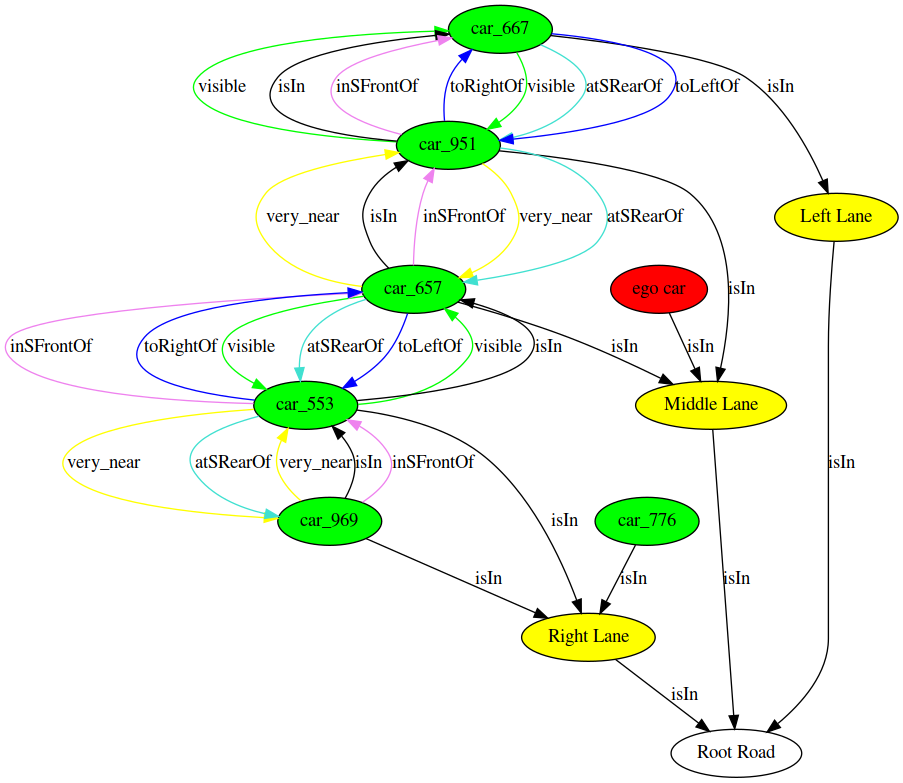 car_667
visible
isIn
inSFrontOf
toRightOf
visible
atSRearOf
toLeftOf
isIn
car_951
very_near
isIn
inSFrontOf
very_near
atSRearOf
Left Lane
car_657
ego car
isIn
inSFrontOf
toRightOf
visible
atSRearOf
toLeftOf
visible
isIn
isIn
isIn
car_553
Middle Lane
very_near
atSRearOf
very_near
isIn
inSFrontOf
isIn
car_969
isIn
car_776
isIn
isIn
isIn
Right Lane
isIn
Root Road